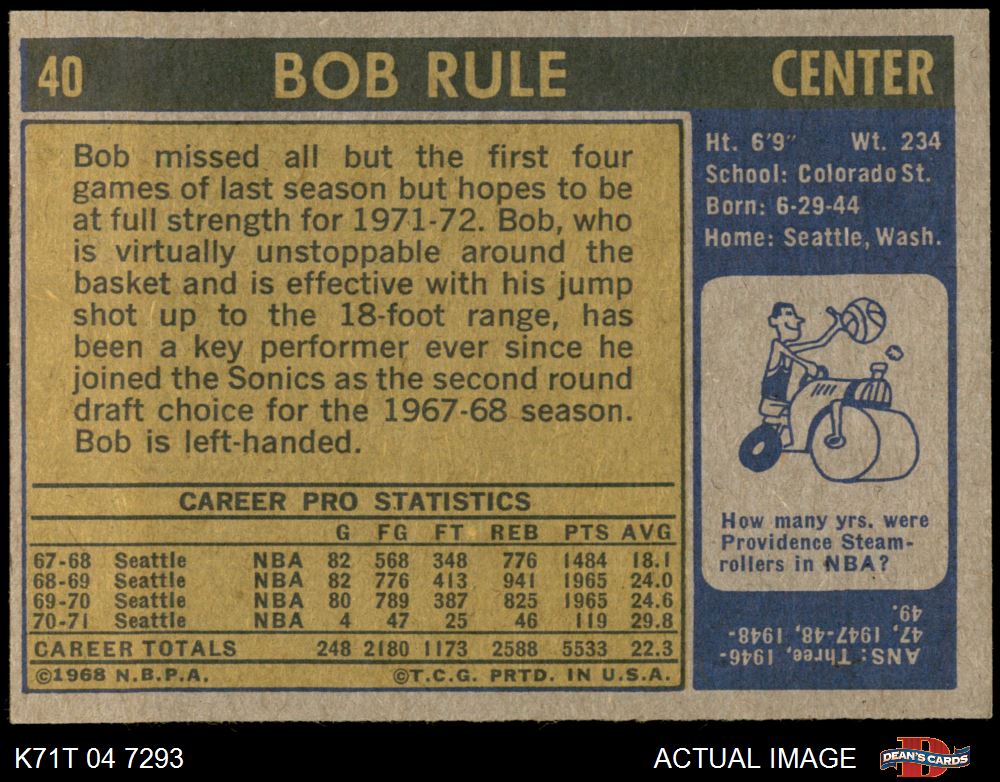 40 BOB RULE CENTER
Bob missed all but the first four
games of last season but hopes to be
at full strength for 1971-72. Bob, who
is virtually unstoppable around the
basket and is effective with his jump
shot up to the 18-foot range, has
been a key performer ever since he
joined the Sonics as the second round
draft choice for the 1967-68 season.
Bob is left-handed.
CAREER PRO STATISTICS
G FG FT REB PTS AVG
67-68 Seattle NBA 82 568 348 776 1484 18.1
68-69 Seattle NBA 82 776 413 941 1965 24.0
69-70 Seattle NBA 80 789 387 825 1965 24.6
70-71 Seattle NBA 4 47 25 46 119 29.8
CAREER TOTALS 248 2180 1173 2588 5533 22.3
©1968 N.B.P.A. ©T.C.G. PRTD. IN U.S.A.
Ht. 6'9" Wt. 234
School: Colorado St.
Born: 6-29-44
Home: Seattle, Wash.
How many yrs. were
Providence Steam-
rollers in NBA?
ANS: Three, 1946-
47, 1947-48, 1948-
49.
K71T 04 7293 ACTUAL IMAGE DEAN'S CARDS